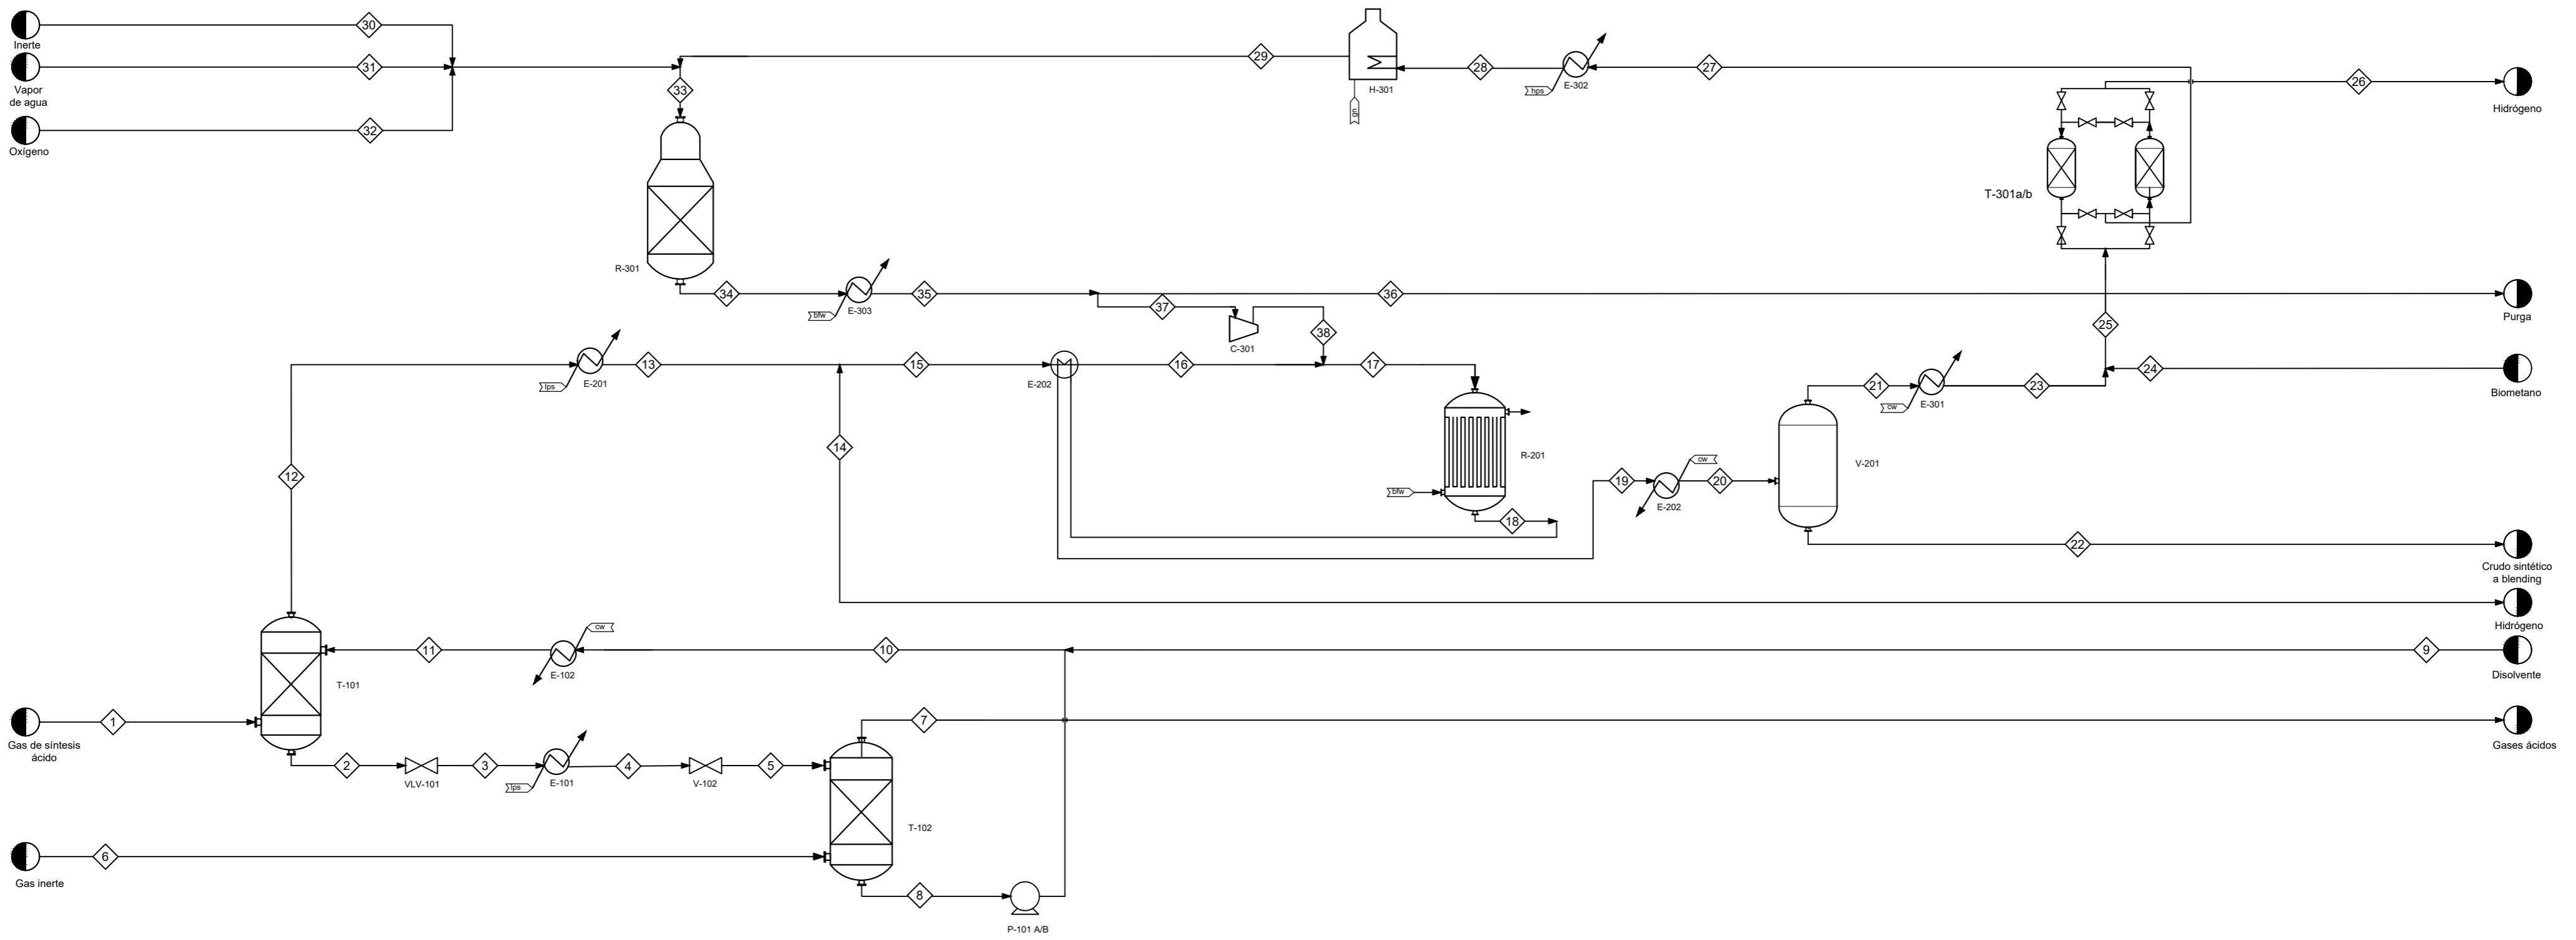 30
Inerte
31
Vapor
de agua
32
Oxígeno
33
29
H-301
28
E-302
hps
27
26
Hidrógeno
T-301a/b
R-301
34
bfw
E-303
35
37
C-301
38
36
Purga
25
lps
E-201
13
15
E-202
16
17
21
cw
E-301
23
24
Biometano
12
14
R-201
bfw
18
19
cw
E-202
20
V-201
22
Crudo sintético
a blending
Hidrógeno
T-101
11
cw
E-102
10
9
Disolvente
1
Gas de síntesis
ácido
7
Gases ácidos
2
VLV-101
3
lps
E-101
4
V-102
5
T-102
6
Gas inerte
8
P-101 A/B